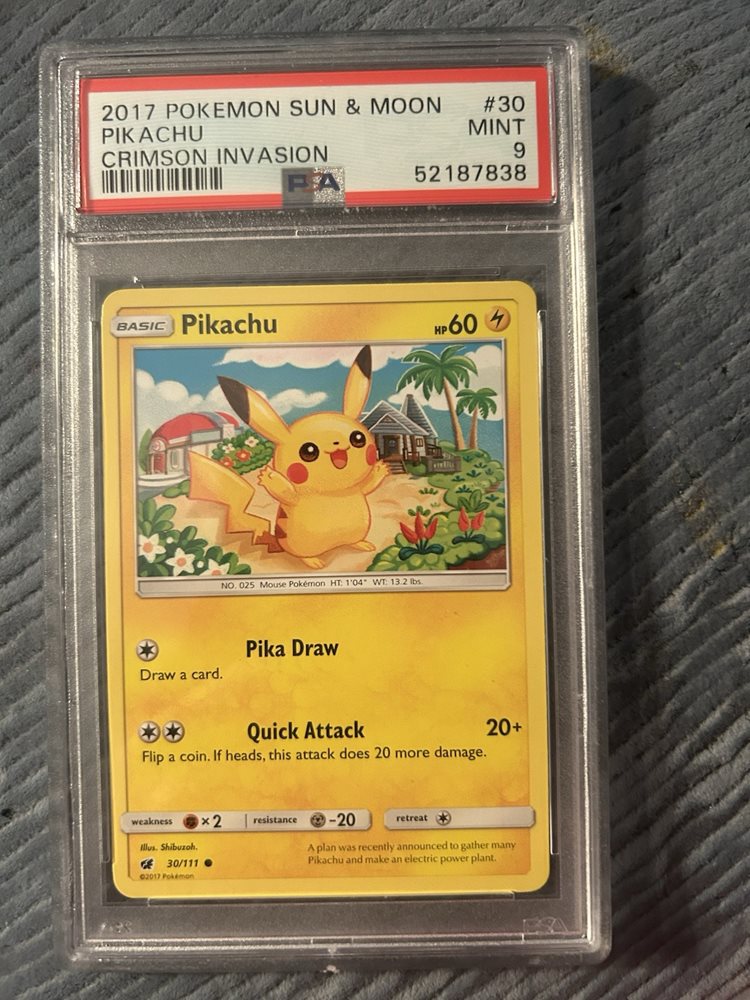 2017 POKEMON SUN & MOON #30
PIKACHU MINT
CRIMSON INVASION 9
PSA 52187838
BASIC Pikachu HP60
NO. 025 Mouse Pokémon HT: 1'04" WT: 13.2 lbs.
Pika Draw
Draw a card.
Quick Attack 20+
Flip a coin. If heads, this attack does 20 more damage.
weakness ×2 resistance -20 retreat
Illus. Shibuzoh.
A plan was recently announced to gather many
30/111
Pikachu and make an electric power plant.
©2017 Pokémon